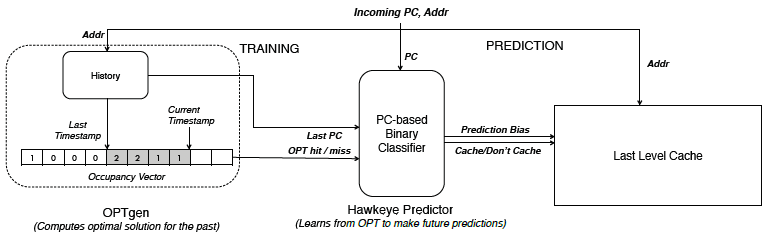 Incoming PC, Addr
Addr
TRAINING
PREDICTION
PC
Addr
History
Last
Timestamp
Current
Timestamp
PC-based
Binary
Classifier
Last PC
OPT hit / miss
Prediction Bias
Cache/Don't Cache
Last Level Cache
1 0 0 0 2 2 1 1
Occupancy Vector
OPTgen
(Computes optimal solution for the past)
Hawkeye Predictor
(Learns from OPT to make future predictions)